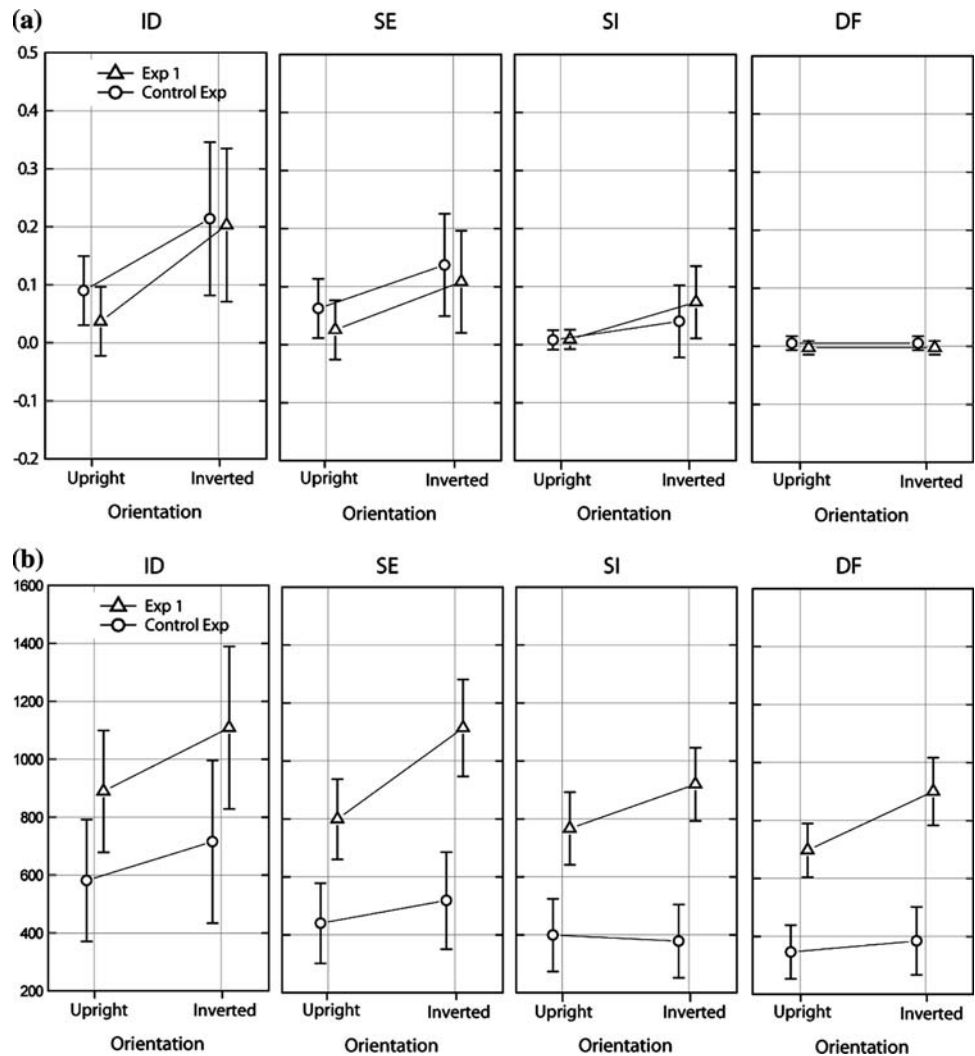 (a)
ID SE SI DF
0.5
Exp 1
Control Exp
0.4
0.3
0.2
0.1
0.0
-0.1
-0.2
Upright Inverted Upright Inverted Upright Inverted Upright Inverted
Orientation Orientation Orientation Orientation
(b)
ID SE SI DF
1600
Exp 1
Control Exp
1400
1200
1000
800
600
400
200
Upright Inverted Upright Inverted Upright Inverted Upright Inverted
Orientation Orientation Orientation Orientation